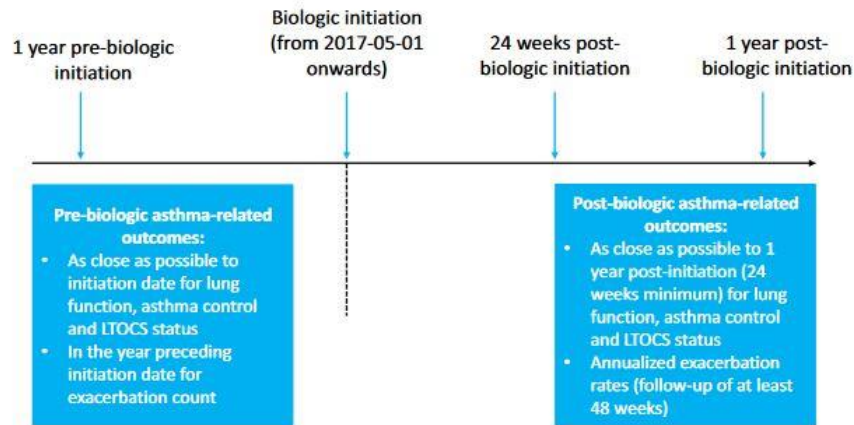 1 year pre-biologic
initiation
Biologic initiation
(from 2017-05-01
onwards)
24 weeks post-
biologic initiation
1 year post-
biologic initiation
Pre-biologic asthma-related
outcomes:
• As close as possible to
initiation date for lung
function, asthma control
and LTOCS status
• In the year preceding
initiation date for
exacerbation count
Post-biologic asthma-related
outcomes:
• As close as possible to 1
year post-initiation (24
weeks minimum) for lung
function, asthma control
and LTOCS status
• Annualized exacerbation
rates (follow-up of at least
48 weeks)